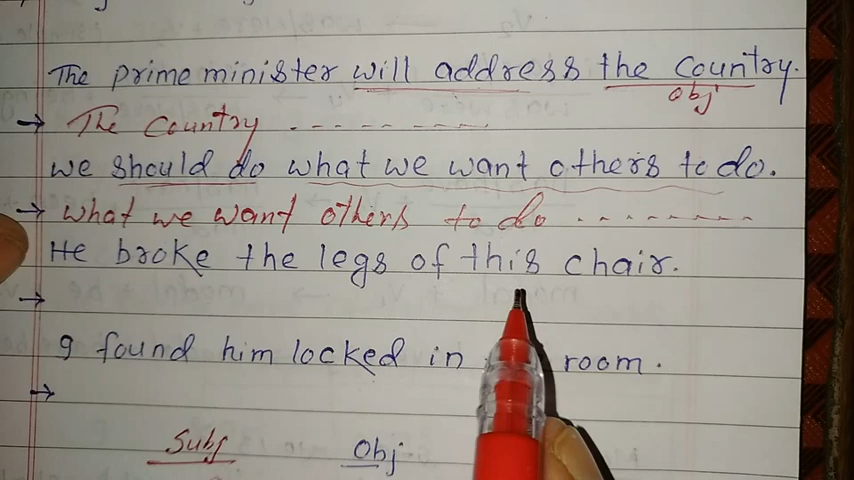 The prime minister will address the country.
obj
→ The Country - - - - - - - - - -
we should do what we want others to do.
→ what we want others to do - - - - - - - - -
He broke the legs of this chair.
→
I found him locked in room.
→
Subj Obj